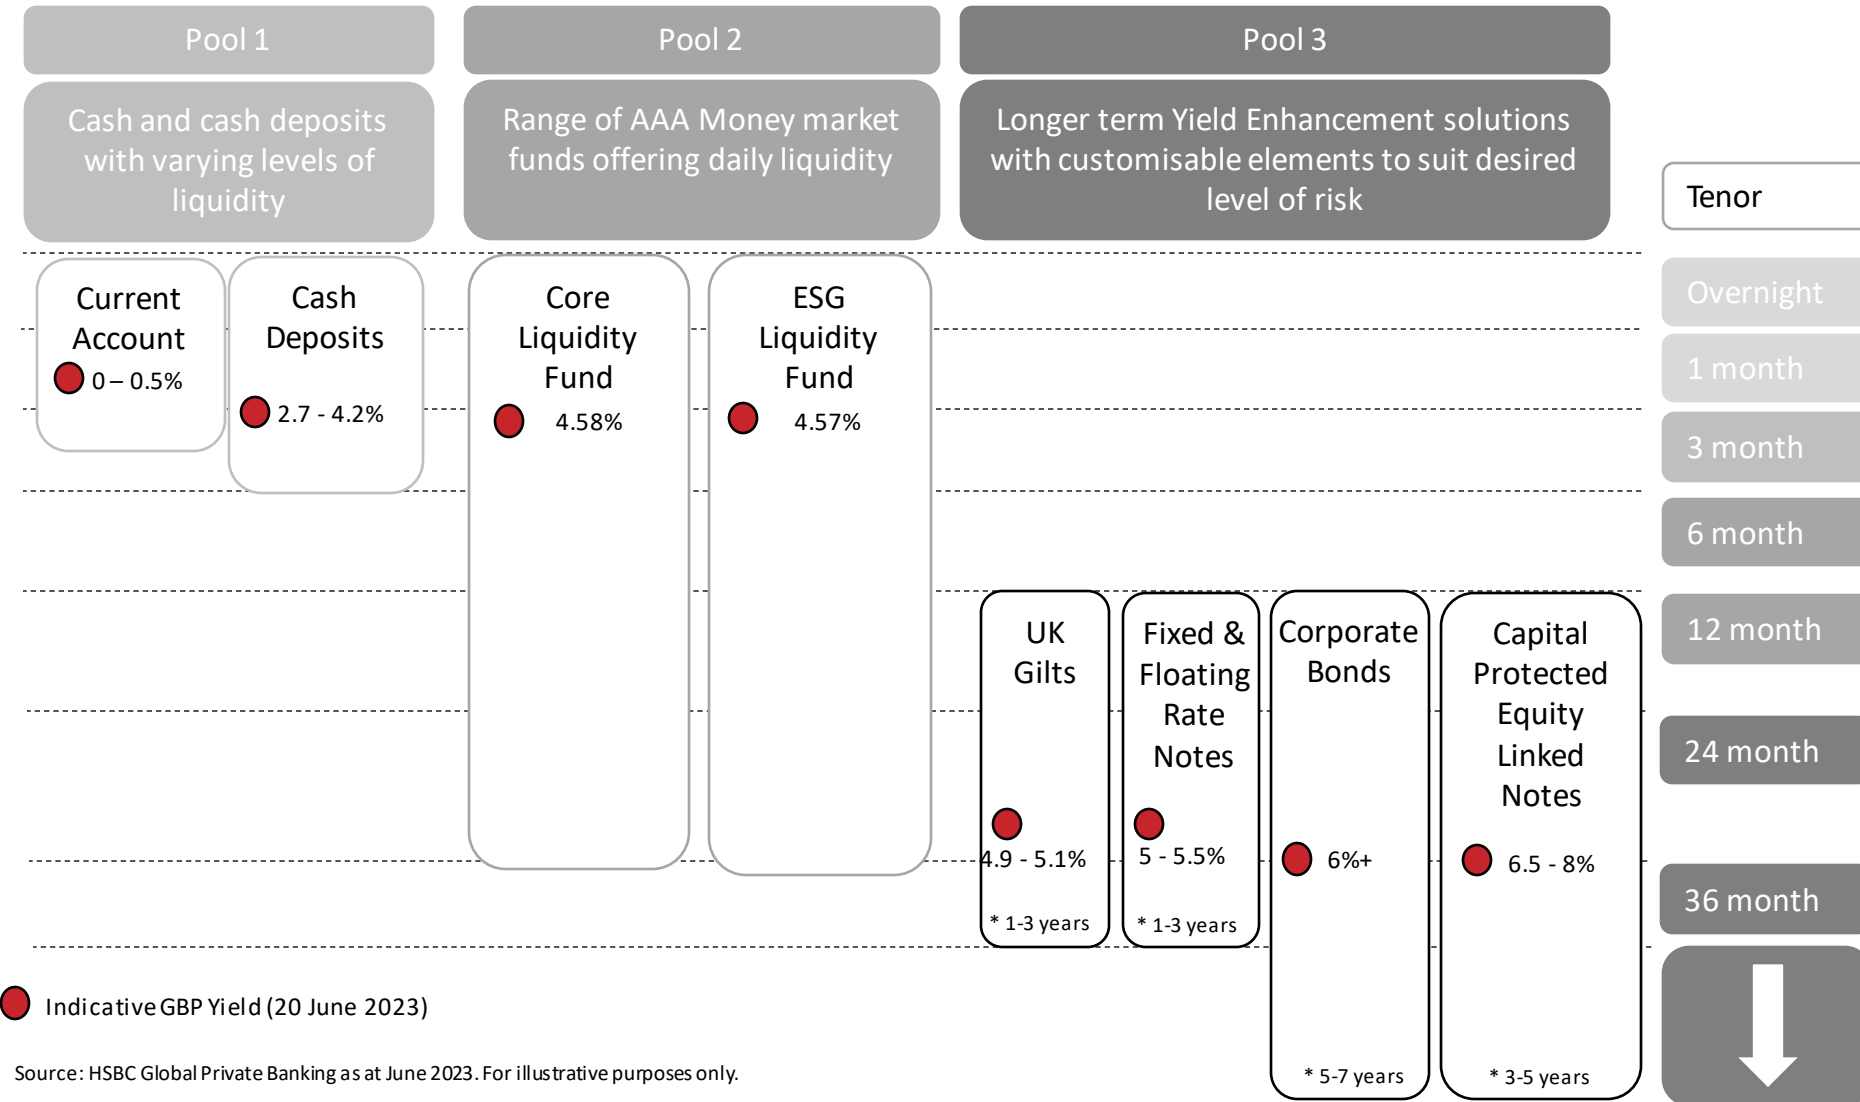 Pool 1
Cash and cash deposits
with varying levels of
liquidity
Pool 2
Range of AAA Money market
funds offering daily liquidity
Pool 3
Longer term Yield Enhancement solutions
with customisable elements to suit desired
level of risk
Tenor
Overnight
1 month
3 month
6 month
12 month
24 month
36 month
Current
Account
0 – 0.5%
Cash
Deposits
2.7 - 4.2%
Core
Liquidity
Fund
4.58%
ESG
Liquidity
Fund
4.57%
UK
Gilts
4.9 - 5.1%
* 1-3 years
Fixed &
Floating
Rate
Notes
5 - 5.5%
* 1-3 years
Corporate
Bonds
6%+
* 5-7 years
Capital
Protected
Equity
Linked
Notes
6.5 - 8%
* 3-5 years
Indicative GBP Yield (20 June 2023)
Source: HSBC Global Private Banking as at June 2023. For illustrative purposes only.